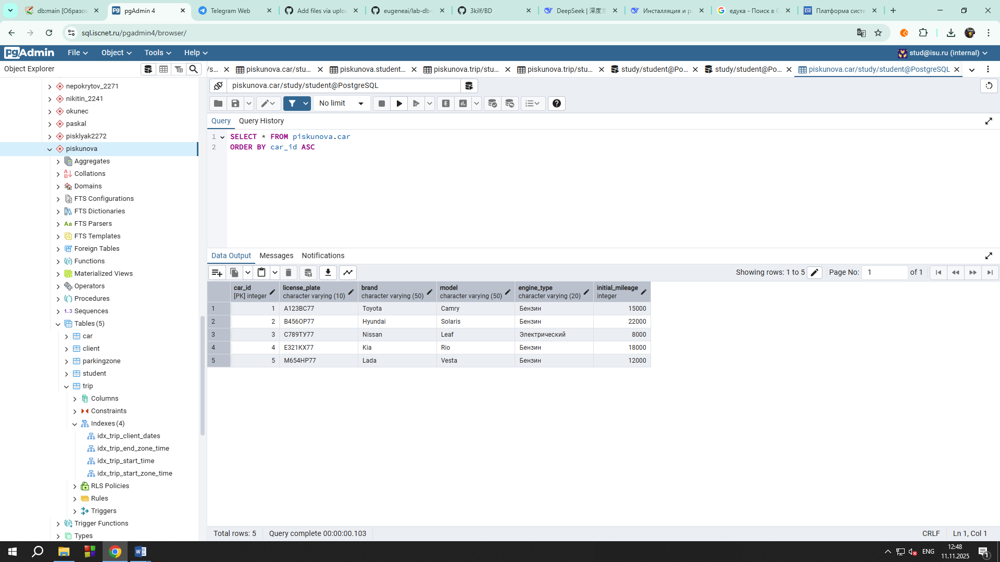 db:main [Образов
pgAdmin 4
Telegram Web
Add files via uploa
eugeneai/lab-db-
3kilf/BD
DeepSeek | 深度求
Инсталляция и ра
едука - Поиск в G
Платформа систе
sql.iscnet.ru/pgadmin4/browser/
pgAdmin
File
Object
Tools
Help
stud@isu.ru (internal)
Object Explorer
/s...
piskunova.car/stu...
piskunova.student...
piskunova.trip/stu...
piskunova.trip/stu...
study/student@Po...
study/student@Po...
piskunova.car/study/student@PostgreSQL
piskunova.car/study/student@PostgreSQL
No limit
E
Query
Query History
1 SELECT * FROM piskunova.car
2 ORDER BY car_id ASC
nepokrytov_2271
nikitin_2241
okunec
paskal
pisklyak2272
piskunova
Aggregates
Collations
Domains
FTS Configurations
FTS Dictionaries
FTS Parsers
FTS Templates
Foreign Tables
Functions
Materialized Views
Operators
Procedures
Sequences
Tables (5)
car
client
parkingzone
student
trip
Columns
Constraints
Indexes (4)
idx_trip_client_dates
idx_trip_end_zone_time
idx_trip_start_time
idx_trip_start_zone_time
RLS Policies
Rules
Triggers
Trigger Functions
Types
Data Output
Messages
Notifications
Showing rows: 1 to 5
Page No:
1
of 1
car_id [PK] integer
license_plate character varying (10)
brand character varying (50)
model character varying (50)
engine_type character varying (20)
initial_mileage integer
1 1 А123ВС77 Toyota Camry Бензин 15000
2 2 В456ОР77 Hyundai Solaris Бензин 22000
3 3 С789ТУ77 Nissan Leaf Электрический 8000
4 4 Е321КХ77 Kia Rio Бензин 18000
5 5 М654НР77 Lada Vesta Бензин 12000
Total rows: 5
Query complete 00:00:00.103
CRLF
Ln 1, Col 1
ENG
12:48
11.11.2025
1